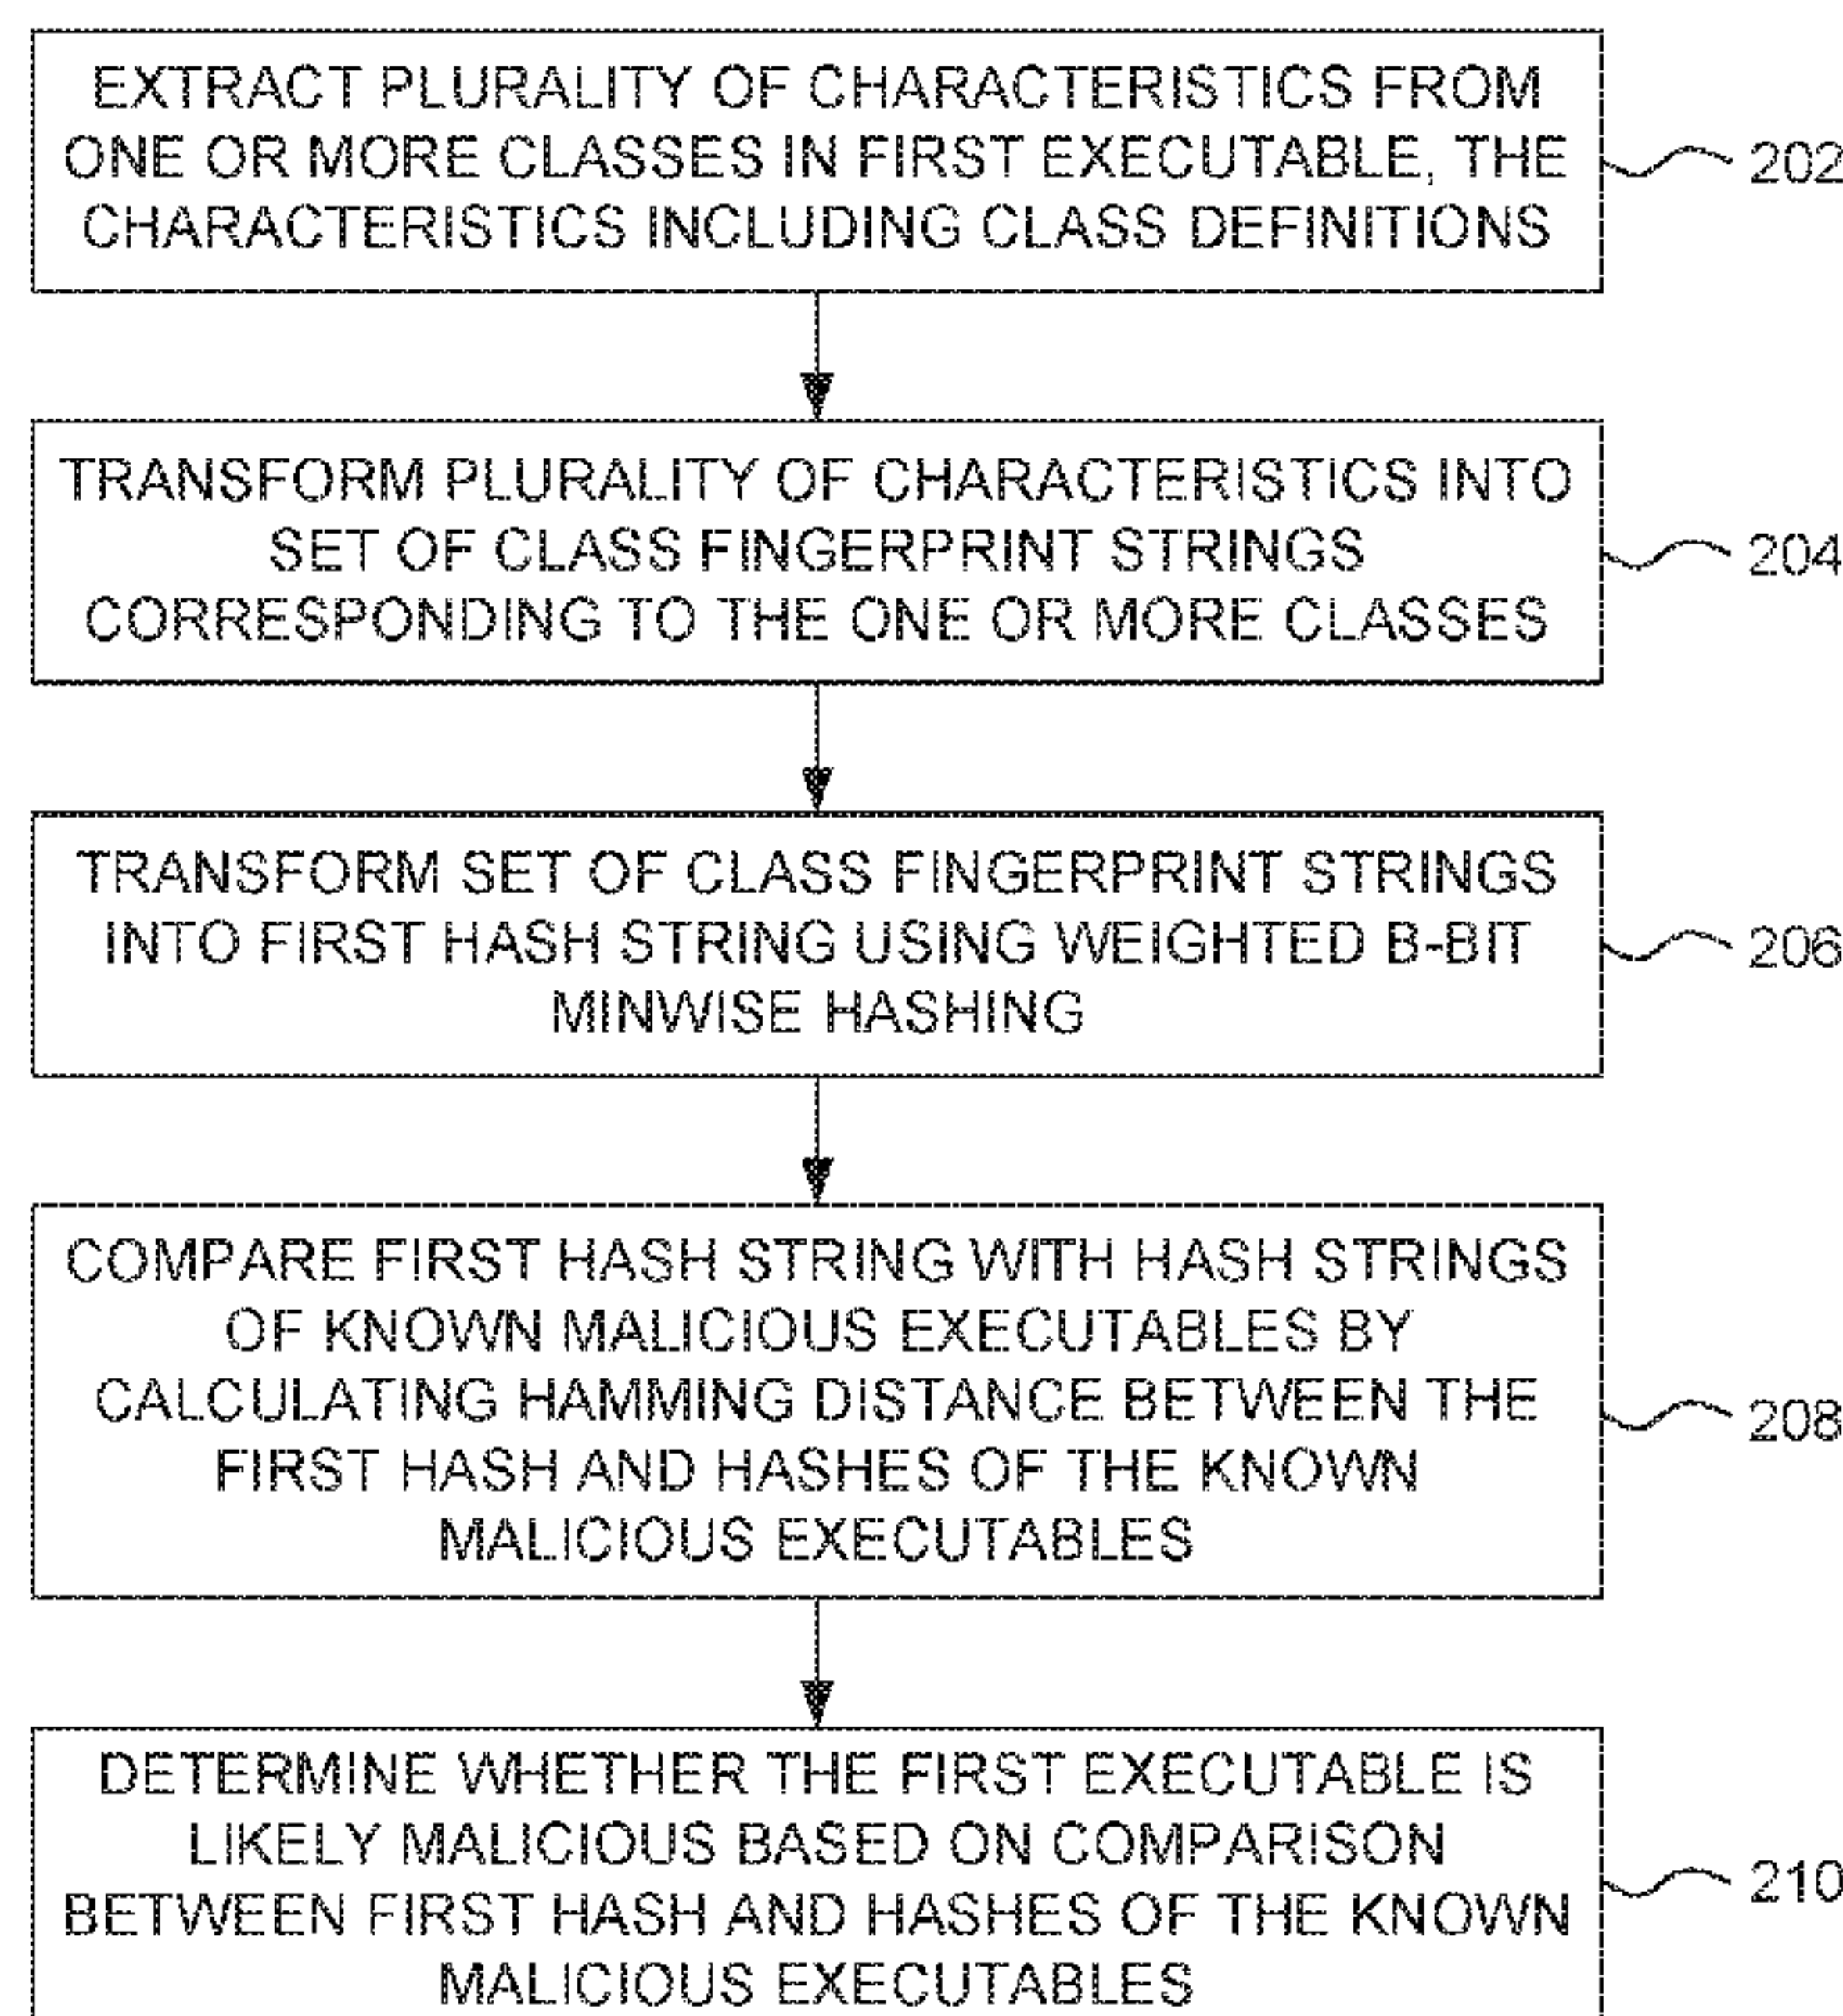 EXTRACT PLURALITY OF CHARACTERISTICS FROM
ONE OR MORE CLASSES IN FIRST EXECUTABLE, THE
CHARACTERISTICS INCLUDING CLASS DEFINITIONS
202
TRANSFORM PLURALITY OF CHARACTERISTICS INTO
SET OF CLASS FINGERPRINT STRINGS
CORRESPONDING TO THE ONE OR MORE CLASSES
204
TRANSFORM SET OF CLASS FINGERPRINT STRINGS
INTO FIRST HASH STRING USING WEIGHTED B-BIT
MINWISE HASHING
206
COMPARE FIRST HASH STRING WITH HASH STRINGS
OF KNOWN MALICIOUS EXECUTABLES BY
CALCULATING HAMMING DISTANCE BETWEEN THE
FIRST HASH AND HASHES OF THE KNOWN
MALICIOUS EXECUTABLES
208
DETERMINE WHETHER THE FIRST EXECUTABLE IS
LIKELY MALICIOUS BASED ON COMPARISON
BETWEEN FIRST HASH AND HASHES OF THE KNOWN
MALICIOUS EXECUTABLES
210